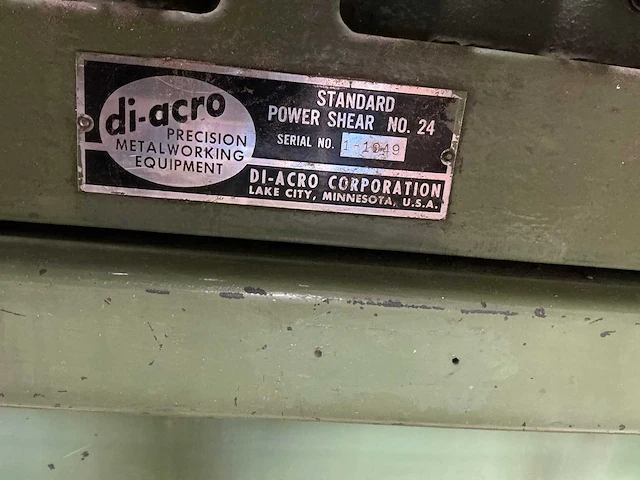 di-acro
PRECISION
METALWORKING
EQUIPMENT
STANDARD
POWER SHEAR NO. 24
SERIAL NO. 1-1049
DI-ACRO CORPORATION
LAKE CITY, MINNESOTA, U.S.A.